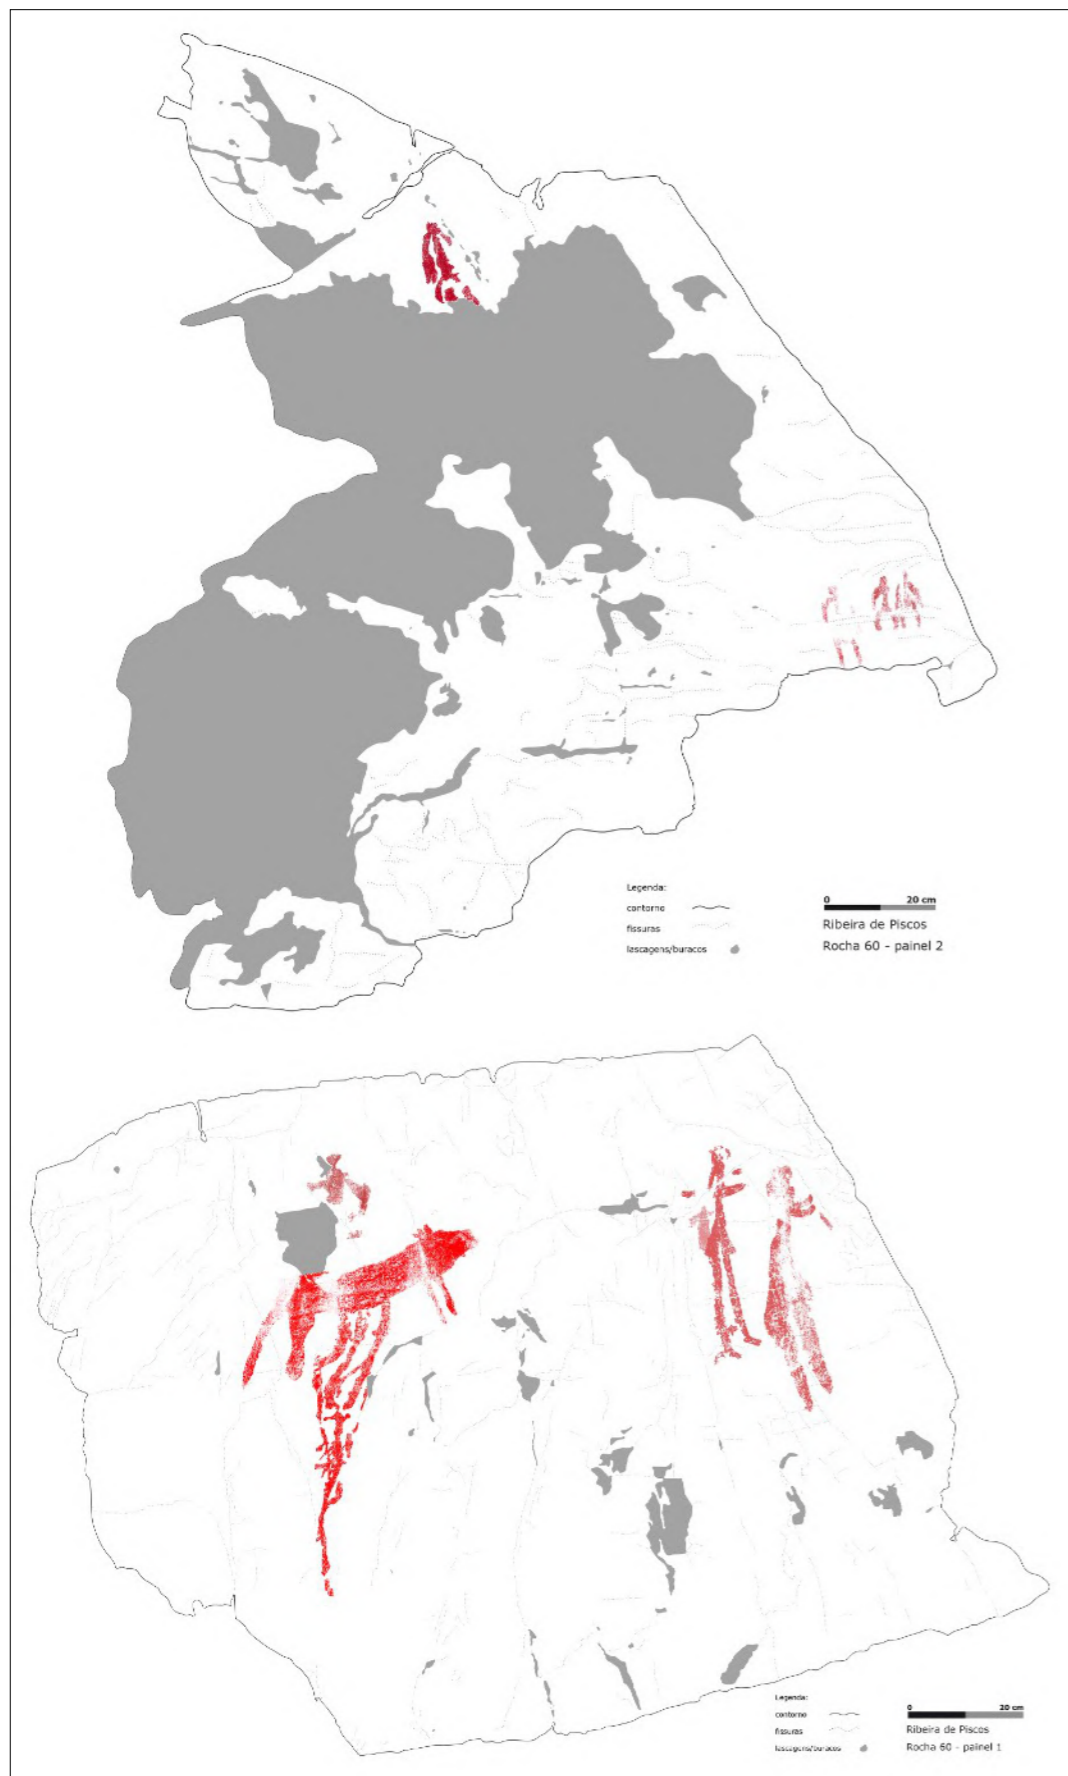 Legenda:
contorno
fissuras
lascagens/buracos
0 20 cm
Ribeira de Piscos
Rocha 60 - painel 2
Legenda:
contorno
fissuras
lascagens/buracos
0 20 cm
Ribeira de Piscos
Rocha 60 - painel 1